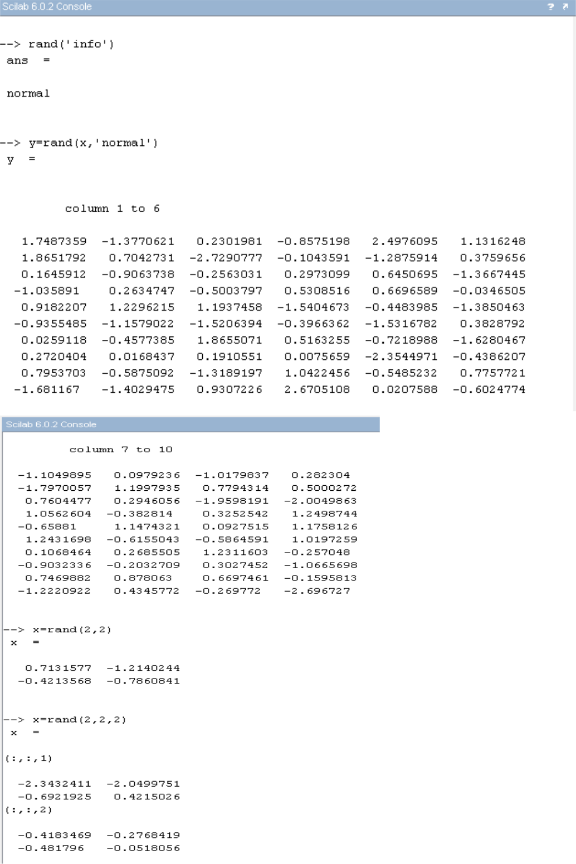 Scilab 6.0.2 Console ? ↗
--> rand('info')
ans =
normal
--> y=rand(x,'normal')
y =
column 1 to 6
1.7487359 -1.3770621 0.2301981 -0.8575198 2.4976095 1.1316248
1.8651792 0.7042731 -2.7290777 -0.1043591 -1.2875914 0.3759656
0.1645912 -0.9063738 -0.2563031 0.2973099 0.6450695 -1.3667445
-1.035891 0.2634747 -0.5003797 0.5308516 0.6696589 -0.0346505
0.9182207 1.2296215 1.1937458 -1.5404673 -0.4483985 -1.3850463
-0.9355485 -1.1579022 -1.5206394 -0.3966362 -1.5316782 0.3828792
0.0259118 -0.4577385 1.8655071 0.5163255 -0.7218988 -1.6280467
0.2720404 0.0168437 0.1910551 0.0075659 -2.3544971 -0.4386207
0.7953703 -0.5875092 -1.3189197 1.0422456 -0.5485232 0.7757721
-1.681167 -1.4029475 0.9307226 2.6705108 0.0207588 -0.6024774
Scilab 6.0.2 Console
column 7 to 10
-1.1049895 0.0979236 -1.0179837 0.282304
-1.7970057 1.1997935 0.7794314 0.5000272
0.7604477 0.2946056 -1.9598191 -2.0049863
1.0562604 -0.382814 0.3252542 1.2498744
-0.65881 1.1474321 0.0927515 1.1758126
1.2431698 -0.6155043 -0.5864591 1.0197259
0.1068464 0.2685505 1.2311603 -0.257048
-0.9032336 -0.2032709 0.3027452 -1.0665698
0.7469882 0.878063 0.6697461 -0.1595813
-1.2220922 0.4345772 -0.269772 -2.696727
--> x=rand(2,2)
x =
0.7131577 -1.2140244
-0.4213568 -0.7860841
--> x=rand(2,2,2)
x =
(:,:,1)
-2.3432411 -2.0499751
-0.6921925 0.4215026
(:,:,2)
-0.4183469 -0.2768419
-0.481796 -0.0518056